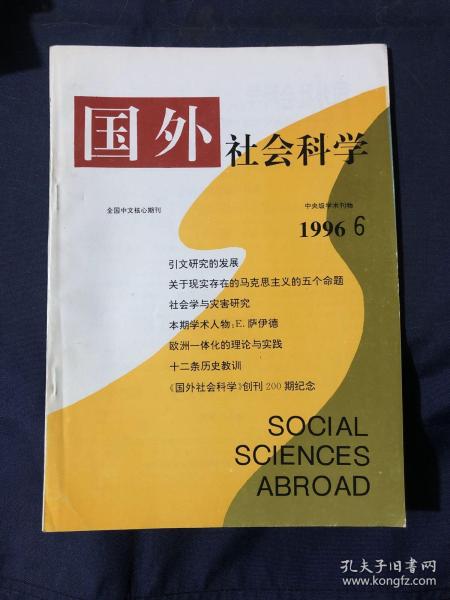 国外 社会科学
全国中文核心期刊
中央级学术刊物
1996 6
引文研究的发展
关于现实存在的马克思主义的五个命题
社会学与灾害研究
本期学术人物：E. 萨伊德
欧洲一体化的理论与实践
十二条历史教训
《国外社会科学》创刊 200 期纪念
SOCIAL
SCIENCES
ABROAD
孔夫子旧书网
www.kongfz.com